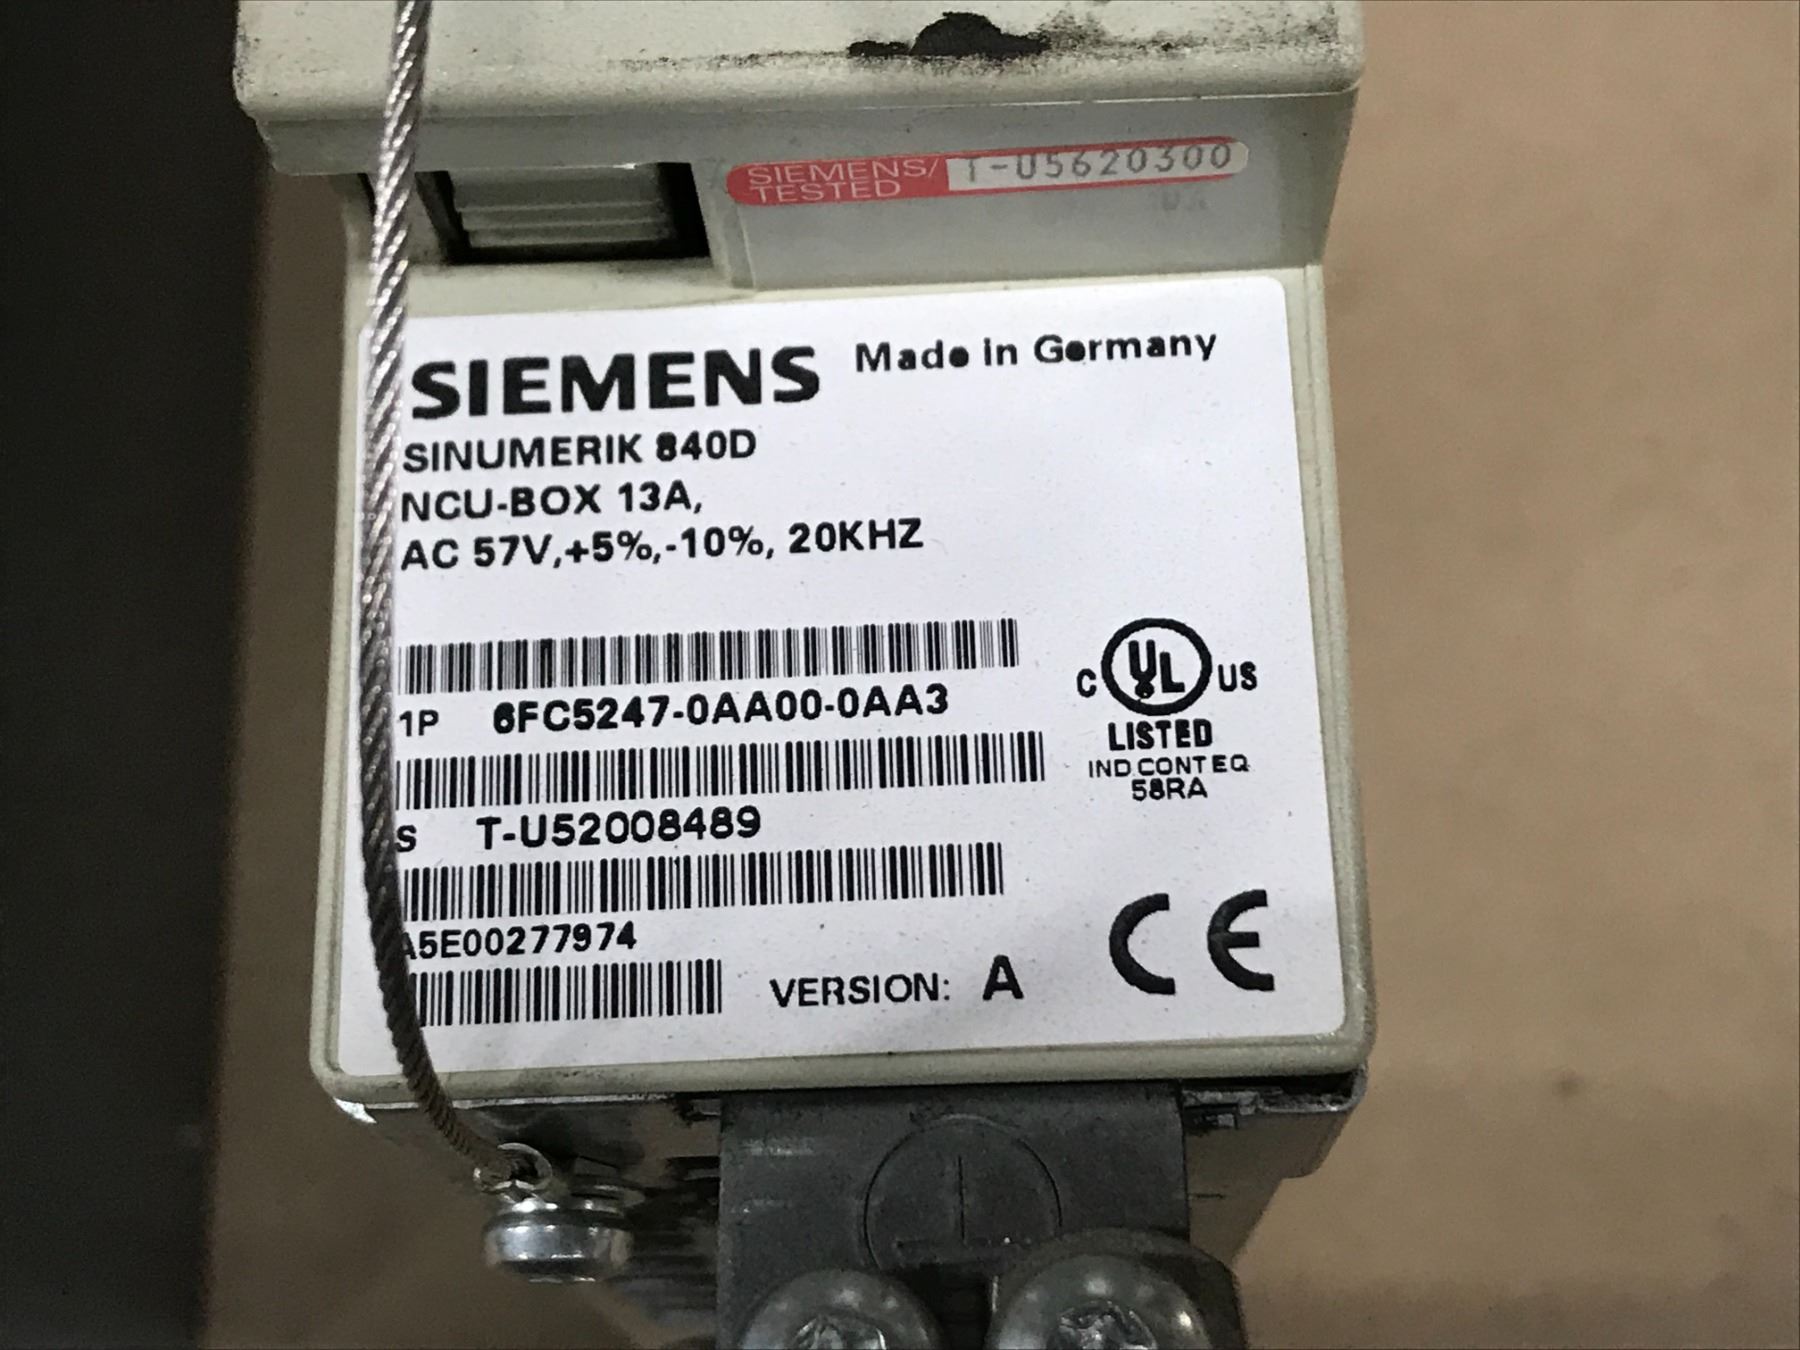 SIEMENS/ T-U5620300
TESTED
SIEMENS Made in Germany
SINUMERIK 840D
NCU-BOX 13A,
AC 57V,+5%,-10%, 20KHZ
1P 6FC5247-0AA00-0AA3
C UL US
LISTED
IND.CONT EQ
58RA
S T-U52008489
A5E00277974
VERSION: A
CE